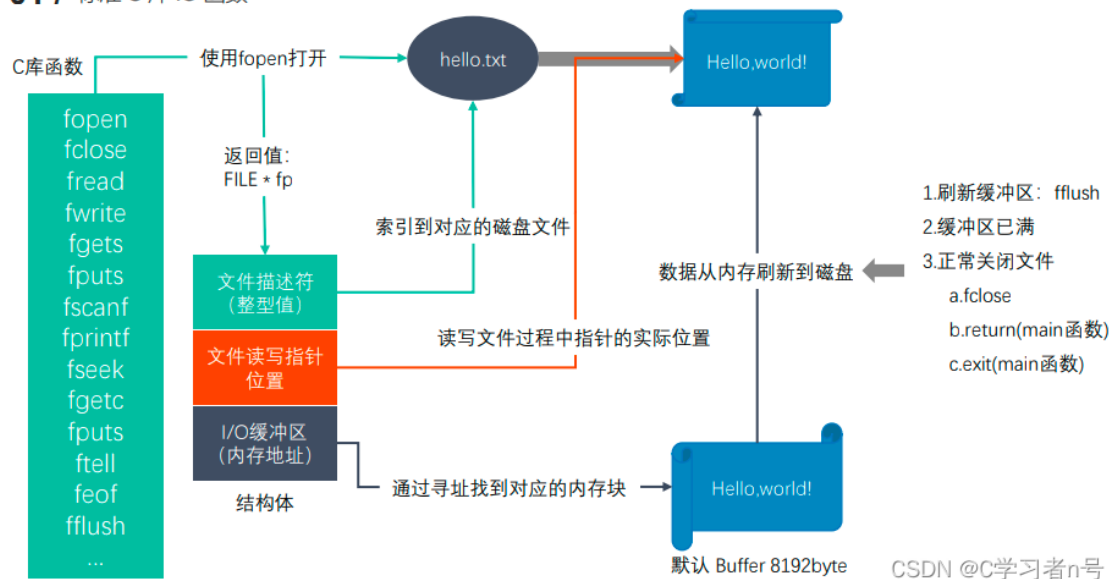 C库函数
fopen
fclose
fread
fwrite
fgets
fputs
fscanf
fprintf
fseek
fgetc
fputs
ftell
feof
fflush
...
使用fopen打开
hello.txt
Hello,world!
返回值:
FILE * fp
索引到对应的磁盘文件
文件描述符
(整型值)
文件读写指针
位置
I/O缓冲区
(内存地址)
结构体
读写文件过程中指针的实际位置
通过寻址找到对应的内存块
数据从内存刷新到磁盘
1.刷新缓冲区: fflush
2.缓冲区已满
3.正常关闭文件
a.fclose
b.return(main函数)
c.exit(main函数)
Hello,world!
默认 Buffer 8192byte
CSDN @C学习者n号